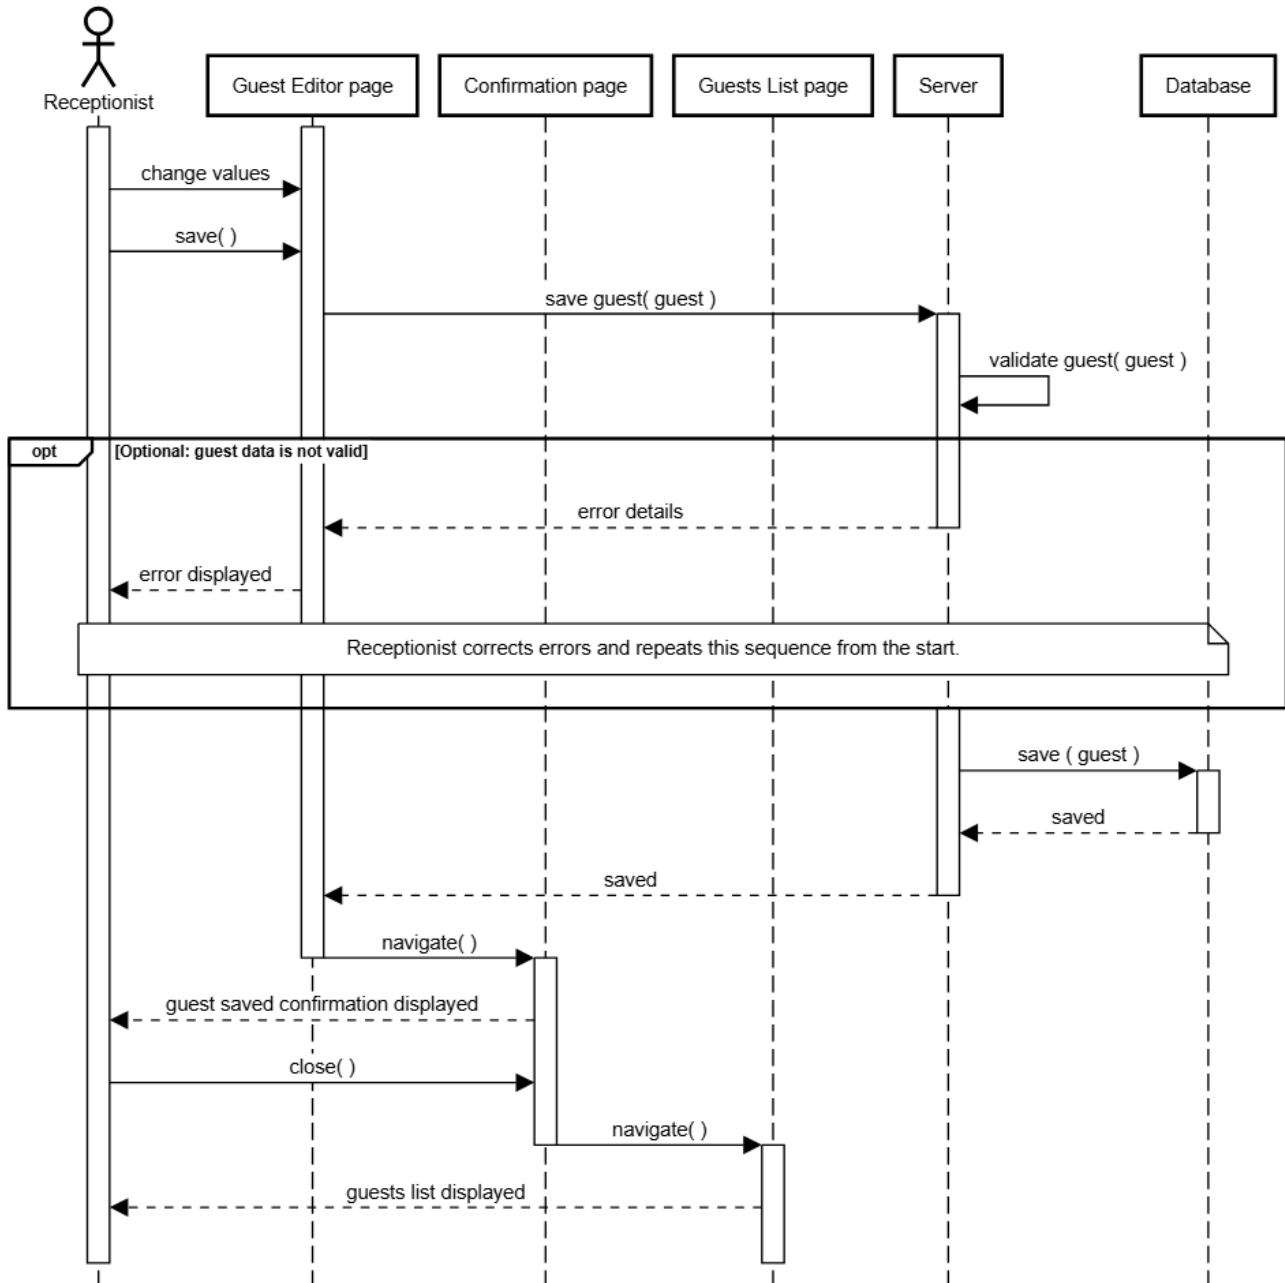 Receptionist
Guest Editor page
Confirmation page
Guests List page
Server
Database
change values
save( )
save guest( guest )
validate guest( guest )
opt
[Optional: guest data is not valid]
error details
error displayed
Receptionist corrects errors and repeats this sequence from the start.
save ( guest )
saved
saved
navigate( )
guest saved confirmation displayed
close( )
navigate( )
guests list displayed